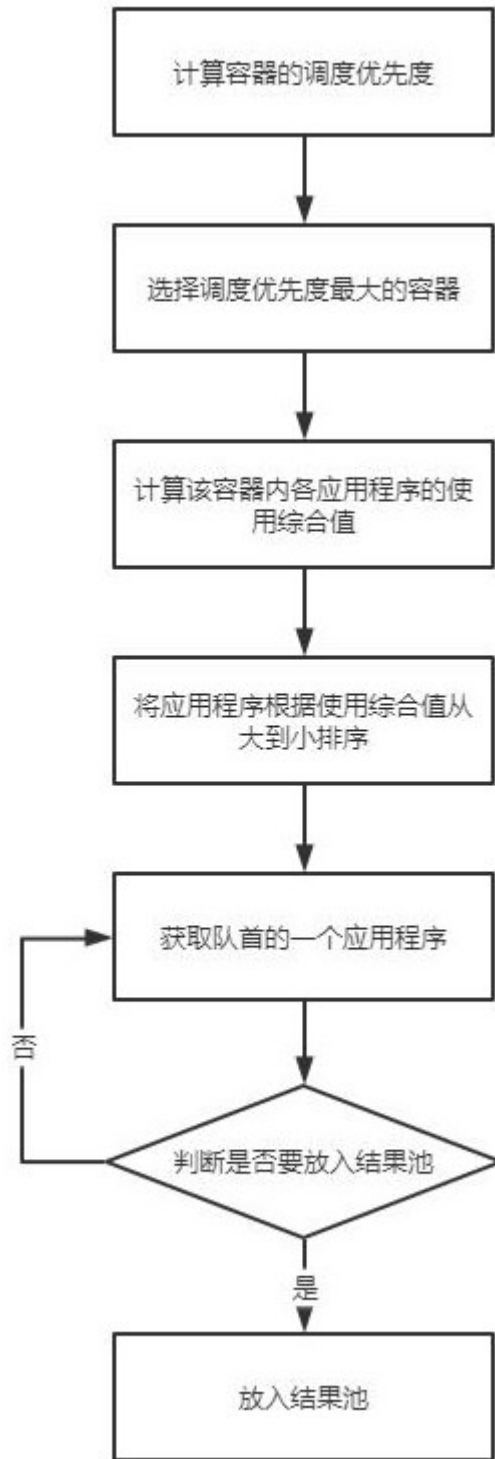 计算容器的调度优先度
选择调度优先度最大的容器
计算该容器内各应用程序的使
用综合值
将应用程序根据使用综合值从
大到小排序
获取队首的一个应用程序
否
判断是否要放入结果池
是
放入结果池